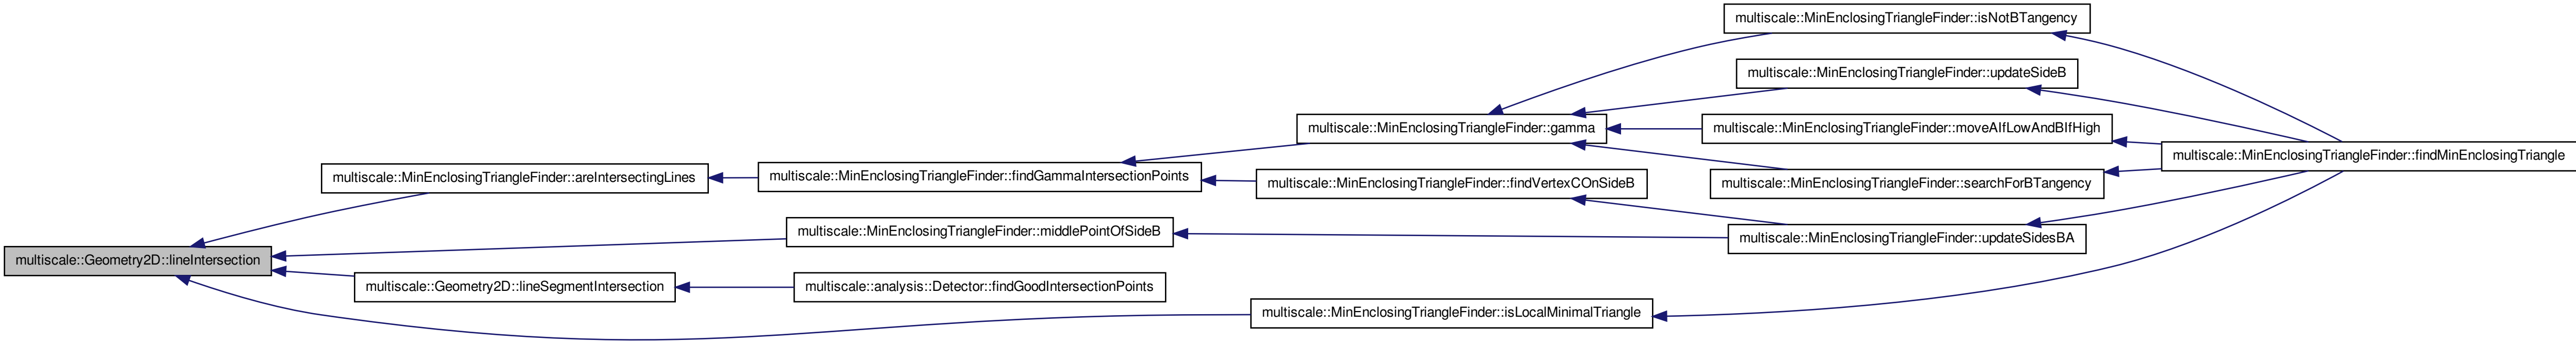 multiscale::MinEnclosingTriangleFinder::isNotBTangency
multiscale::MinEnclosingTriangleFinder::updateSideB
multiscale::MinEnclosingTriangleFinder::gamma
multiscale::MinEnclosingTriangleFinder::moveAIfLowAndBIfHigh
multiscale::MinEnclosingTriangleFinder::findMinEnclosingTriangle
multiscale::MinEnclosingTriangleFinder::areIntersectingLines
multiscale::MinEnclosingTriangleFinder::findGammaIntersectionPoints
multiscale::MinEnclosingTriangleFinder::findVertexCOnSideB
multiscale::MinEnclosingTriangleFinder::searchForBTangency
multiscale::MinEnclosingTriangleFinder::middlePointOfSideB
multiscale::MinEnclosingTriangleFinder::updateSidesBA
multiscale::Geometry2D::lineIntersection
multiscale::Geometry2D::lineSegmentIntersection
multiscale::analysis::Detector::findGoodIntersectionPoints
multiscale::MinEnclosingTriangleFinder::isLocalMinimalTriangle